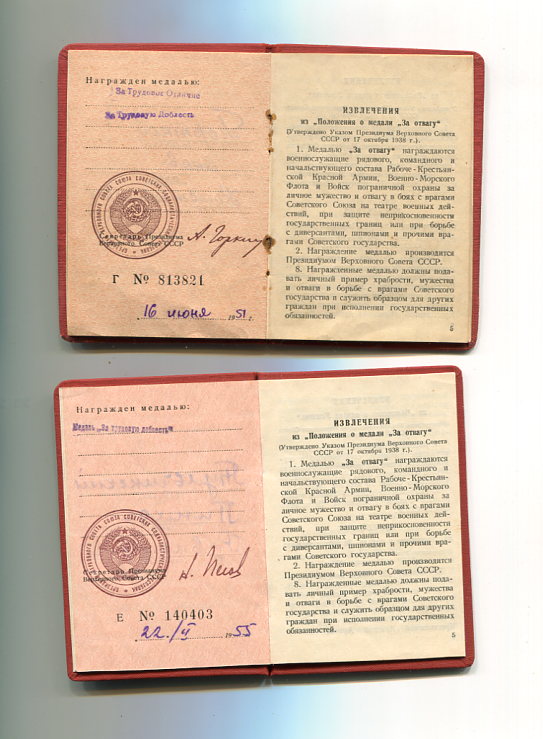 Награжден медалью:
За Трудовое Отличие
За Трудовую Доблесть
Секретарь Президиума
Верховного Совета СССР
А. Горкин
Г № 813821
16 июня 1951 г.
ИЗВЛЕЧЕНИЯ
из „Положения о медали „За отвагу“
(Утверждено Указом Президиума Верховного Совета
СССР от 17 октября 1938 г.).
1. Медалью „За отвагу“ награждаются
военнослужащие рядового, командного и
начальствующего состава Рабоче-Крестьян-
ской Красной Армии, Военно-Морского
Флота и Войск пограничной охраны за
личное мужество и отвагу в боях с врагами
Советского Союза на театре военных дей-
ствий, при защите неприкосновенности
государственных границ или при борьбе
с диверсантами, шпионами и прочими вра-
гами Советского государства.
2. Награждение медалью производится
Президиумом Верховного Совета СССР.
8. Награжденные медалью должны пода-
вать личный пример храбрости, мужества
и отваги в борьбе с врагами Советского
государства и служить образцом для других
граждан при исполнении государственных
обязанностей.
5
Награжден медалью:
Медаль „За трудовую доблесть“
Секретарь Президиума
Верховного Совета СССР
Н. Пегов
Е № 140403
22/II 1955
ИЗВЛЕЧЕНИЯ
из „Положения о медали „За отвагу“
(Утверждено Указом Президиума Верховного Совета
СССР от 17 октября 1938 г.).
1. Медалью „За отвагу“ награждаются
военнослужащие рядового, командного и
начальствующего состава Рабоче-Крестьян-
ской Красной Армии, Военно-Морского
Флота и Войск пограничной охраны за
личное мужество и отвагу в боях с врагами
Советского Союза на театре военных дей-
ствий, при защите неприкосновенности
государственных границ или при борьбе
с диверсантами, шпионами и прочими вра-
гами Советского государства.
2. Награждение медалью производится
Президиумом Верховного Совета СССР.
8. Награжденные медалью должны пода-
вать личный пример храбрости, мужества
и отваги в борьбе с врагами Советского
государства и служить образцом для других
граждан при исполнении государственных
обязанностей.
5